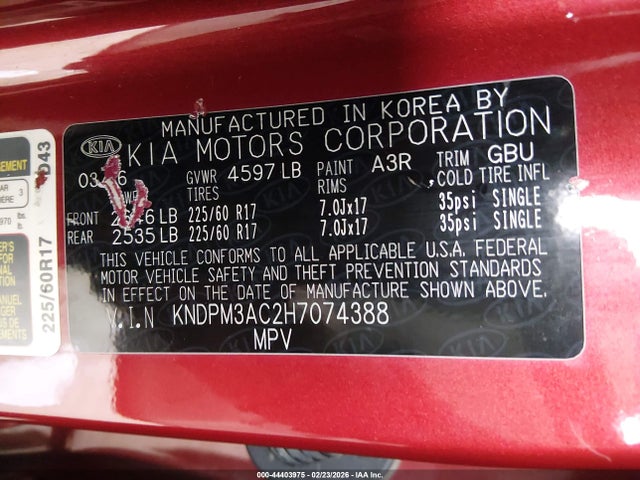 MANUFACTURED IN KOREA BY
KIA KIA MOTORS CORPORATION
GVWR 4597 LB PAINT A3R TRIM GBU
TIRES RIMS COLD TIRE INFL
FRONT 225/60 R17 7.0Jx17 35psi SINGLE
REAR 2535 LB 225/60 R17 7.0Jx17 35psi SINGLE
THIS VEHICLE CONFORMS TO ALL APPLICABLE U.S.A. FEDERAL
MOTOR VEHICLE SAFETY AND THEFT PREVENTION STANDARDS
IN EFFECT ON THE DATE OF MANUFACTURE SHOWN ABOVE.
V.I.N KNDPM3AC2H7074388
MPV
225/60R17
000-44403975 - 02/23/2026 - COPYRIGHT IAA, INC.